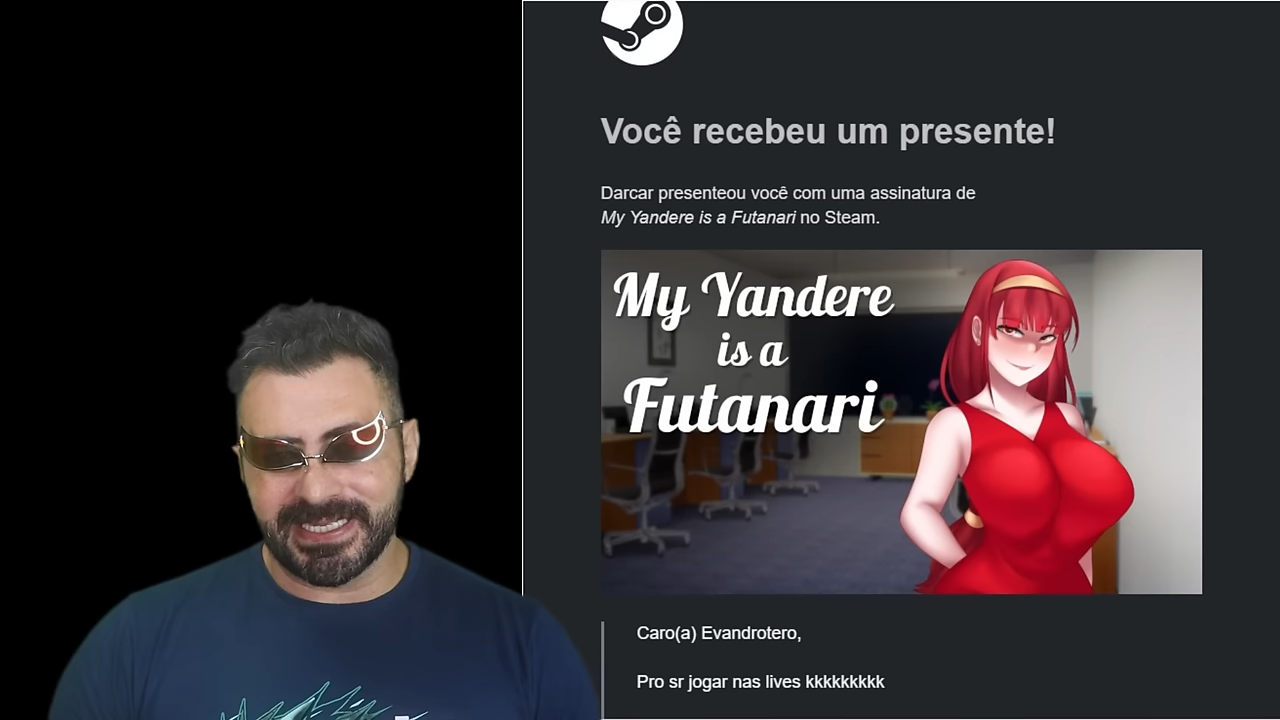 Você recebeu um presente!
Darcar presenteou você com uma assinatura de
My Yandere is a Futanari no Steam.
My Yandere
is a
Futanari
Caro(a) Evandrotero,
Pro sr jogar nas lives kkkkkkkkk